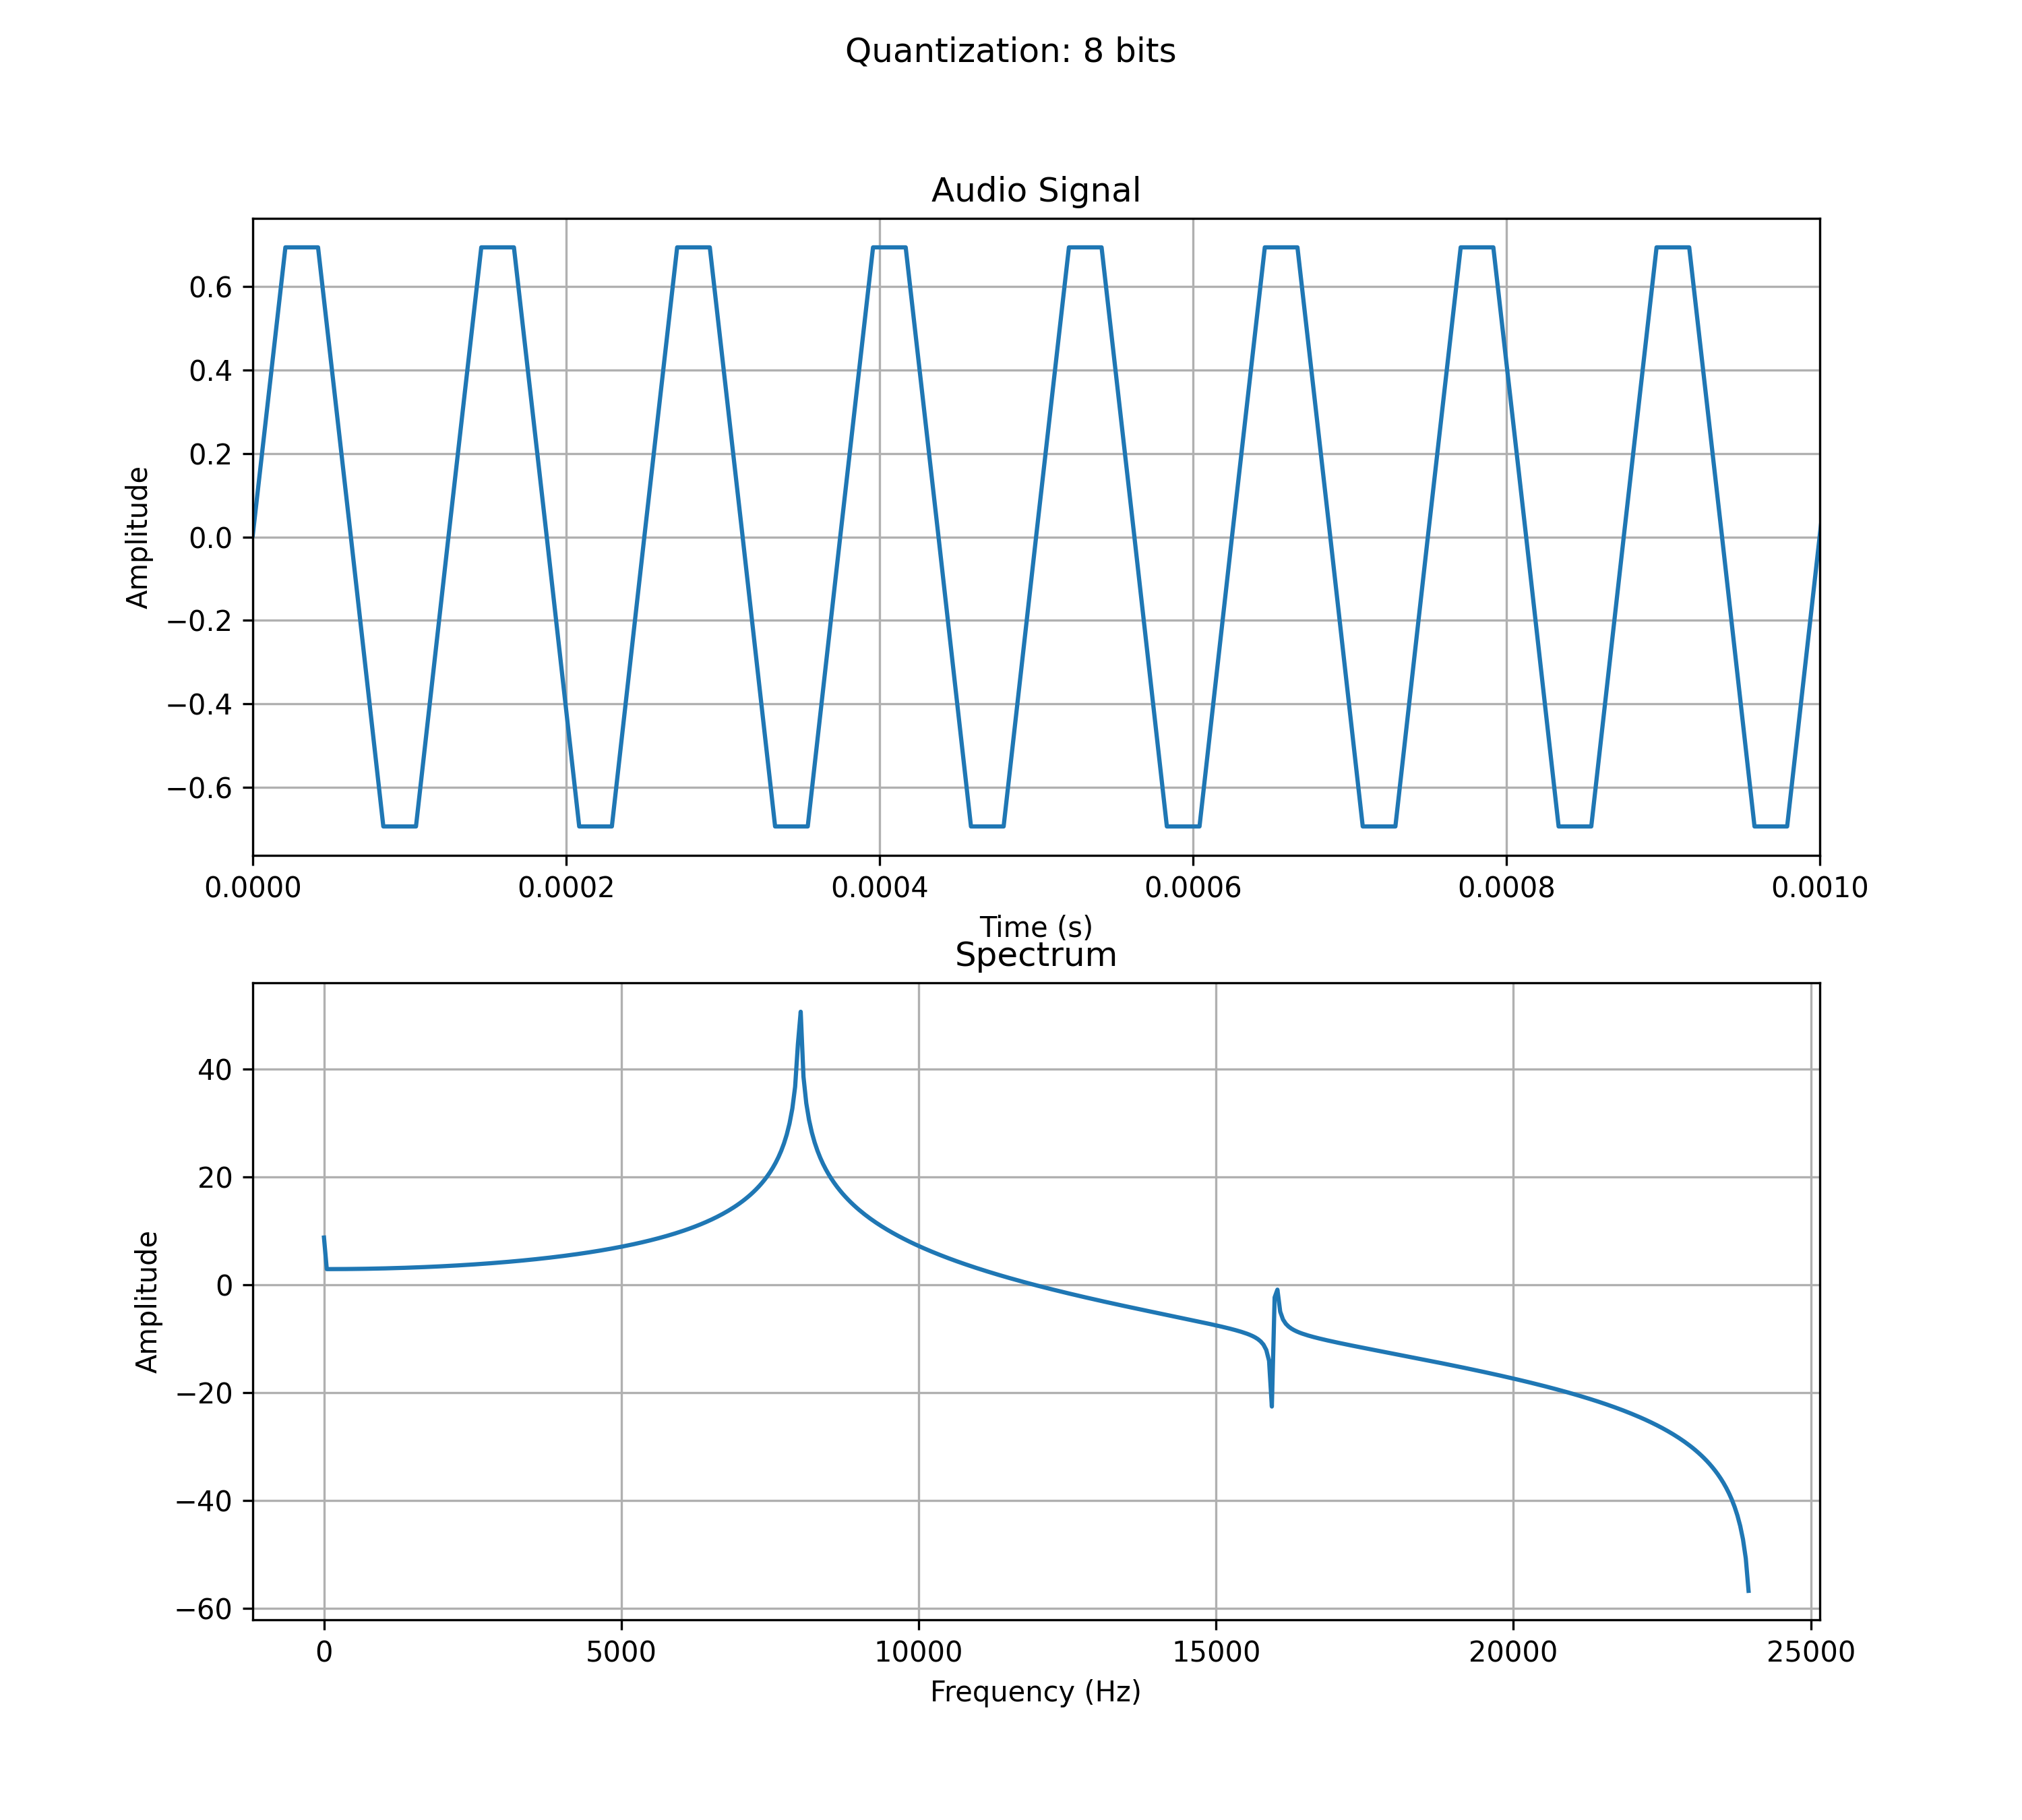 Quantization: 8 bits
Audio Signal
Amplitude
0.6
0.4
0.2
0.0
−0.2
−0.4
−0.6
0.0000 0.0002 0.0004 0.0006 0.0008 0.0010
Time (s)
Spectrum
Amplitude
40
20
0
−20
−40
−60
0 5000 10000 15000 20000 25000
Frequency (Hz)